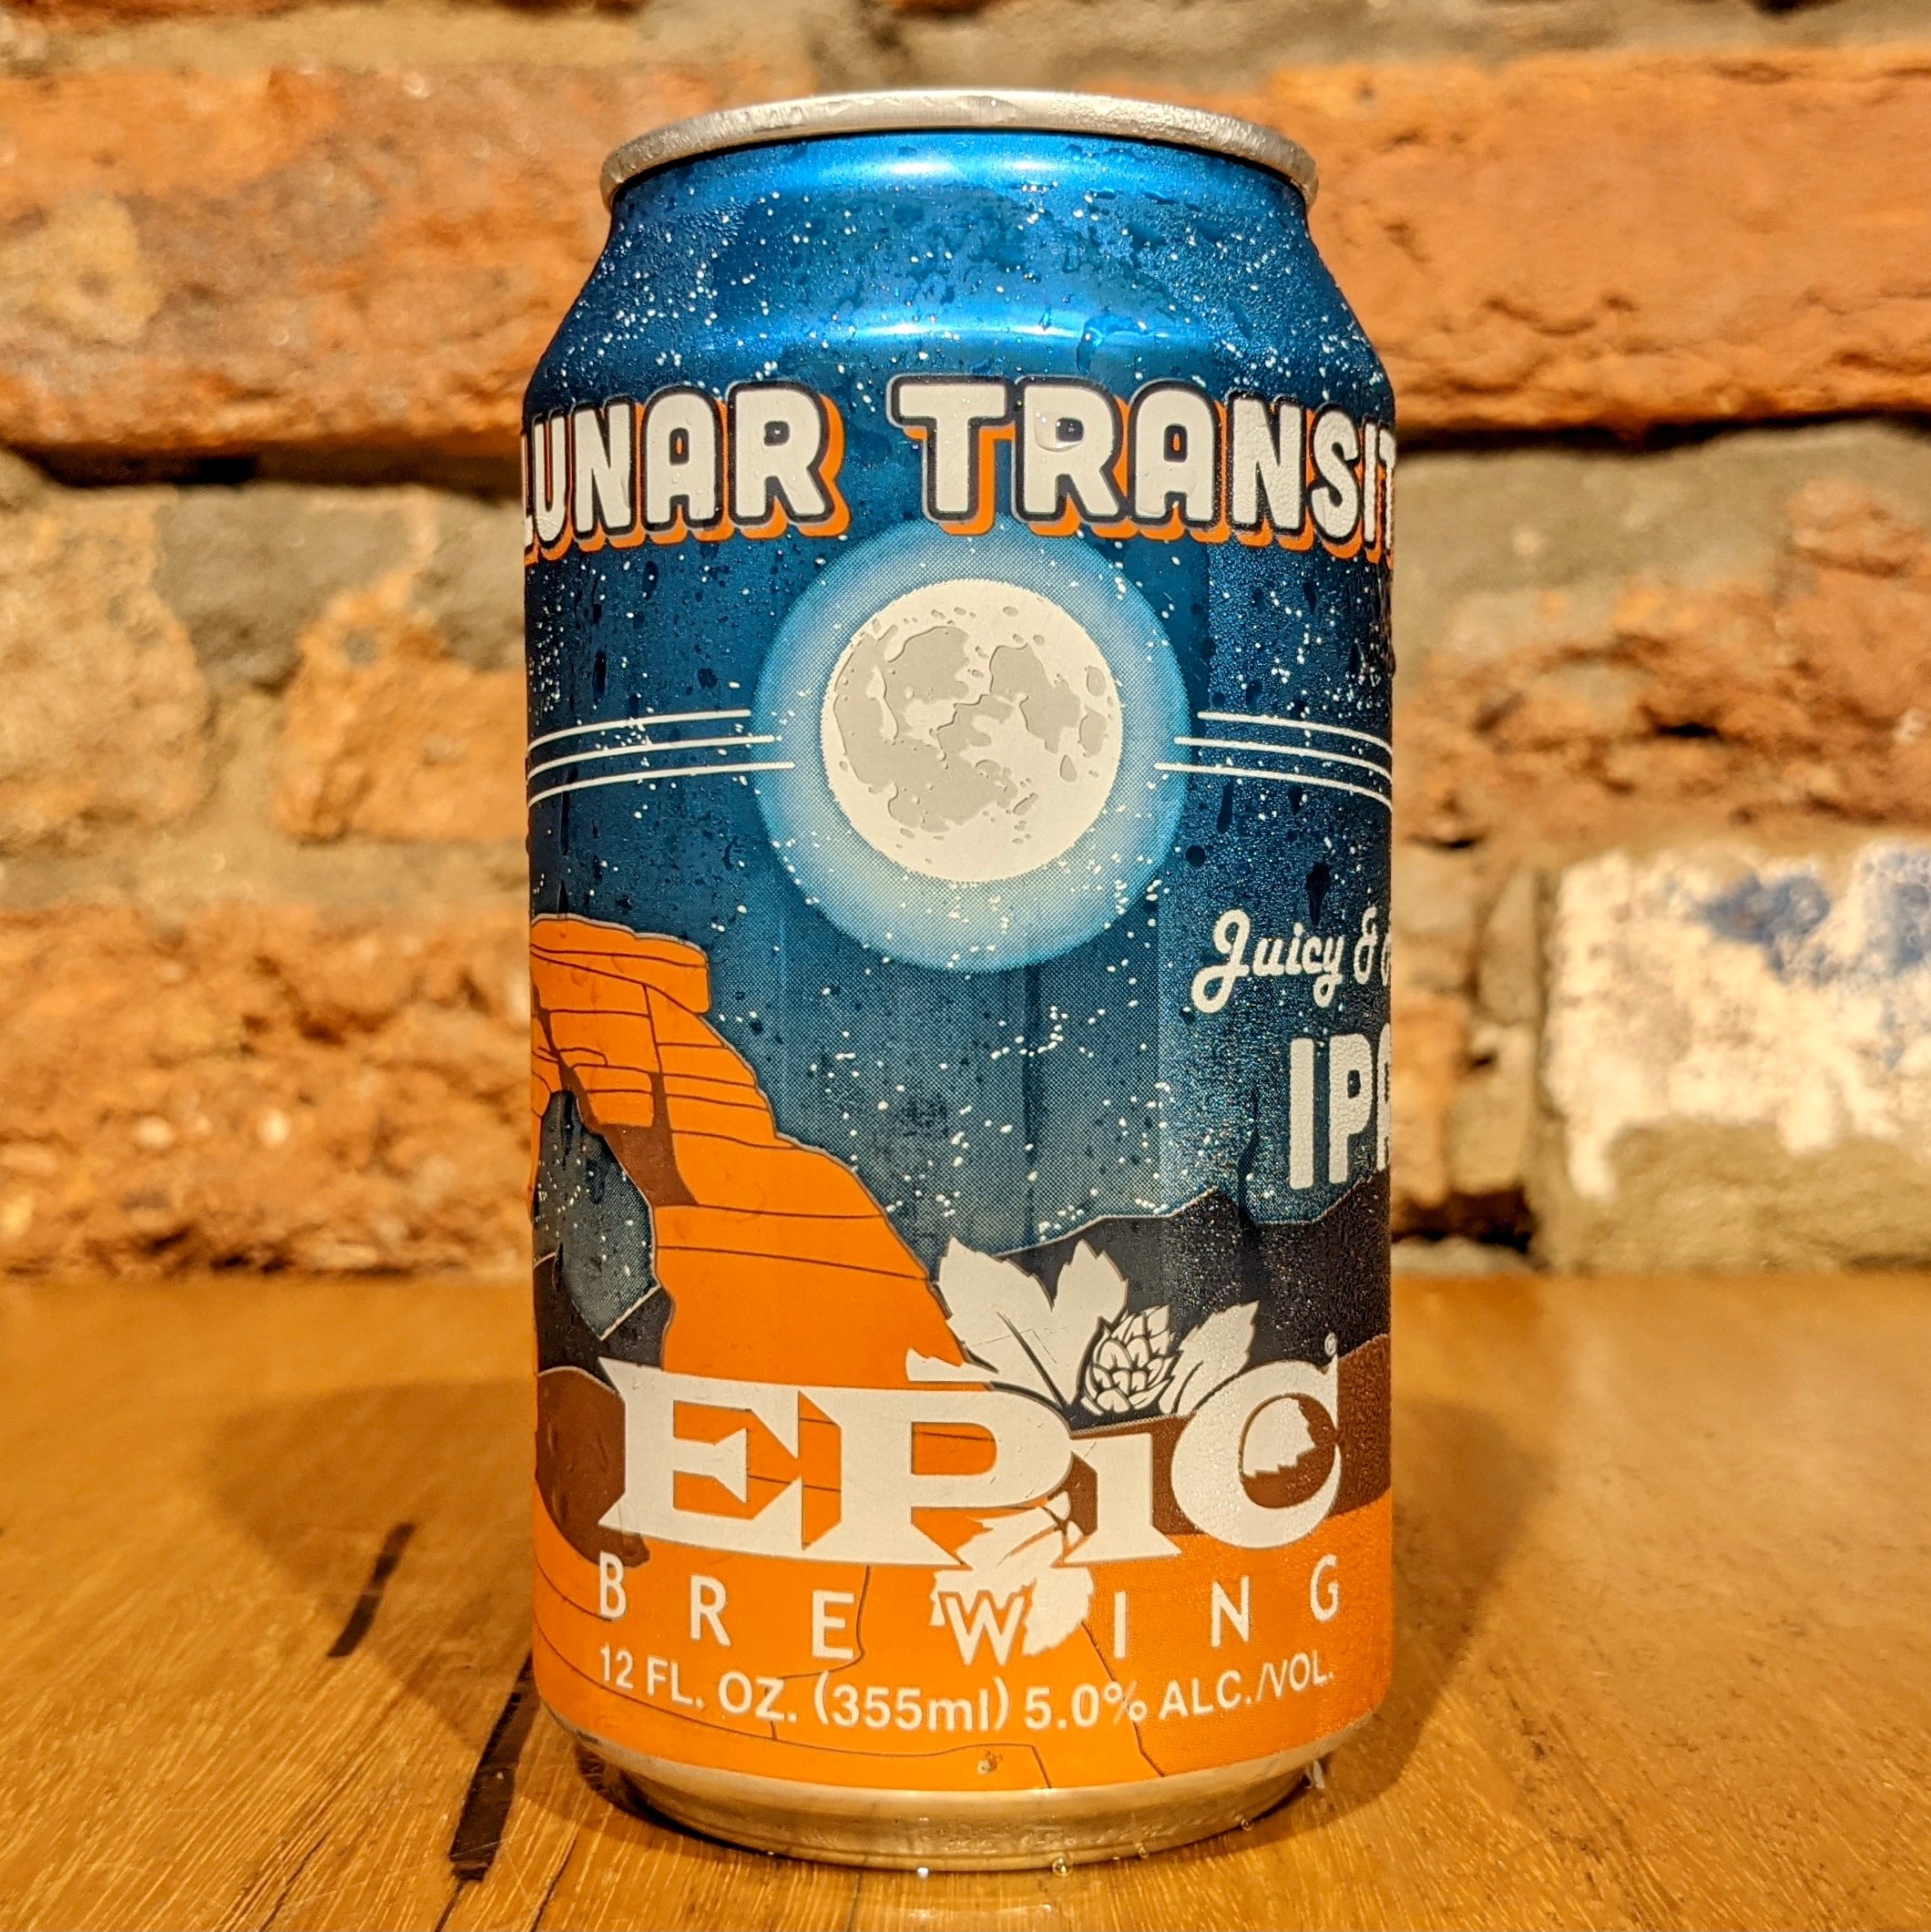 LUNAR TRANSIT
Juicy &
IPA
EPIC
BREWING
12 FL. OZ. (355ml) 5.0% ALC./VOL.